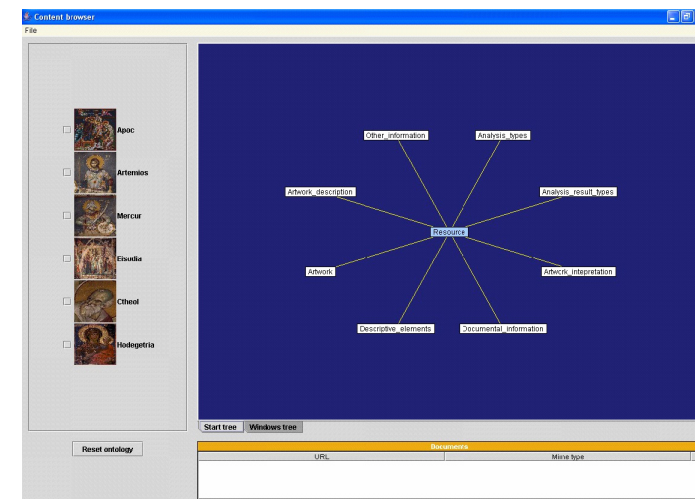 Content browser
File
Apoc
Artemios
Mercur
Eisodia
Ctheol
Hodegetria
Reset ontology
Other_information
Analysis_types
Artwork_description
Analysis_result_types
Resource
Artwork
Artwork_intepretation
Descriptive_elements
Documental_information
Start tree
Windows tree
Documents
URL
Mime type